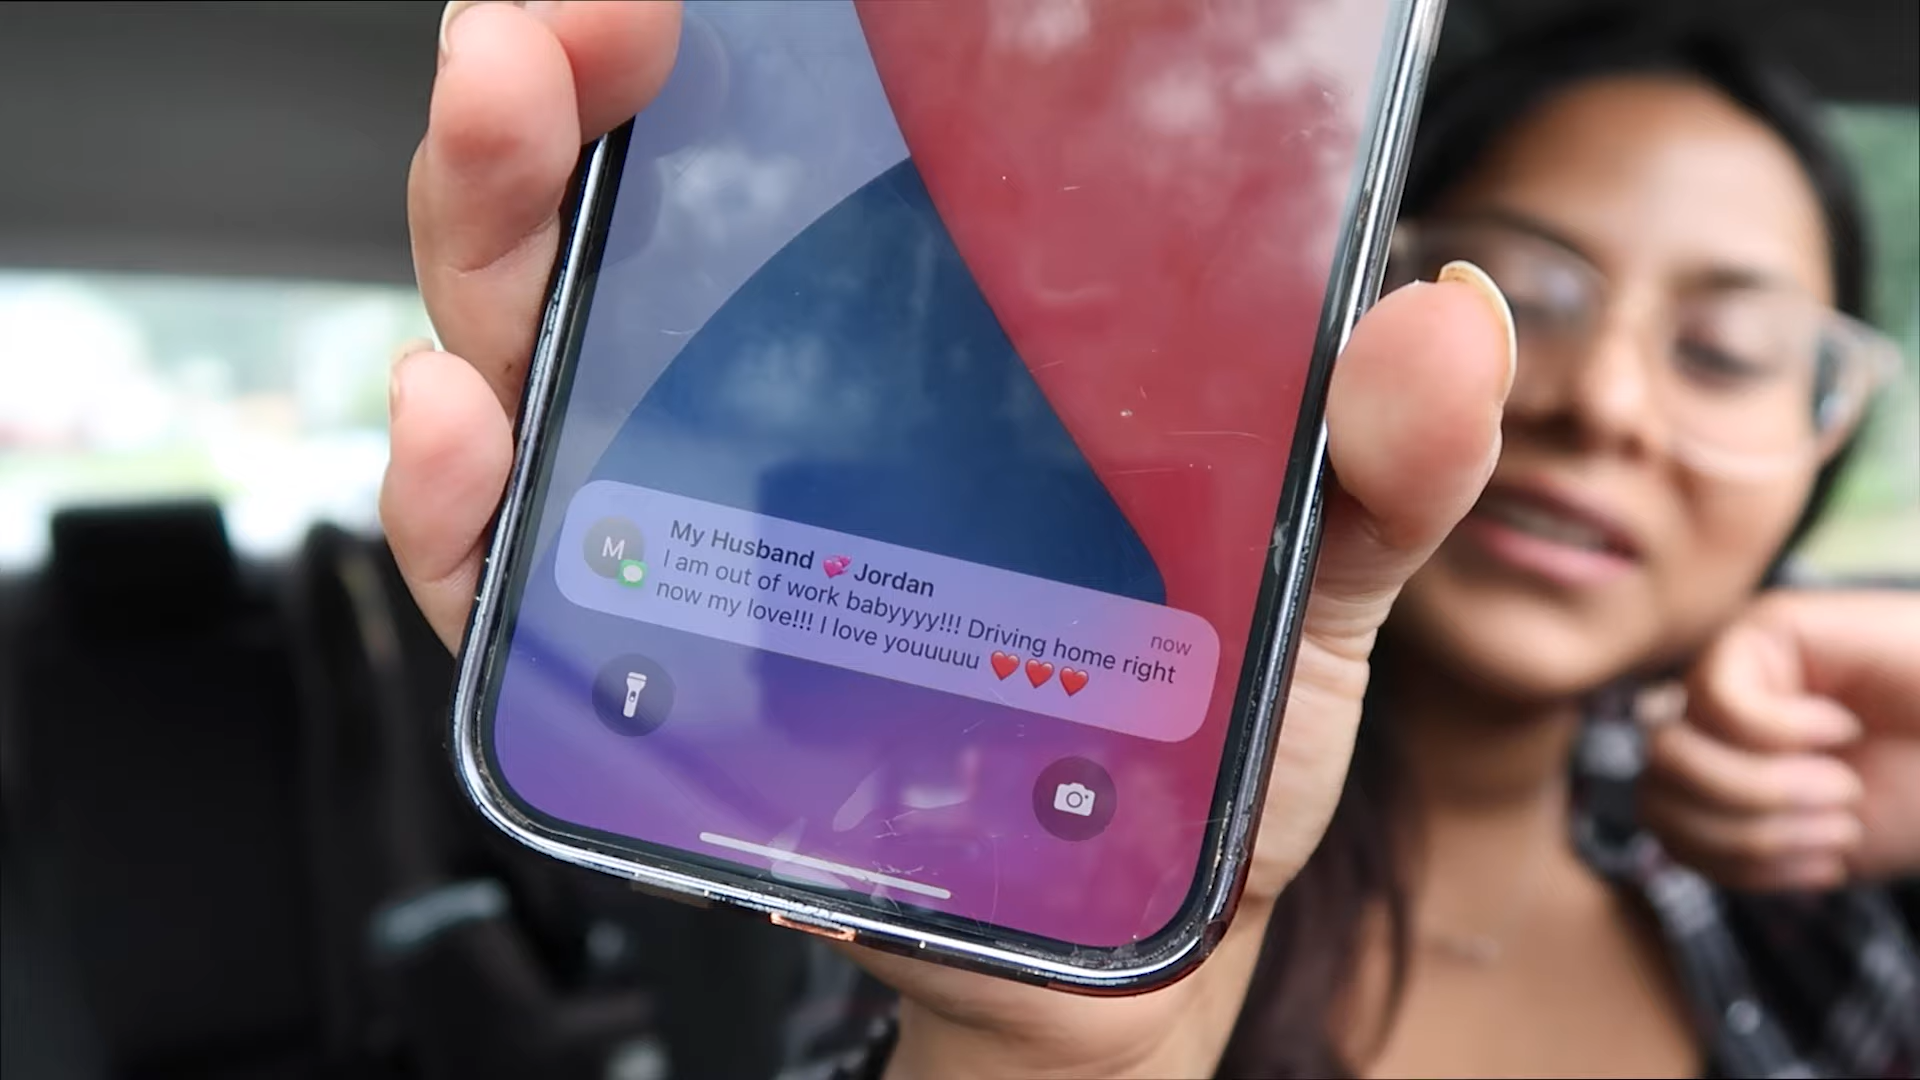 M
My Husband 💞 Jordan
now
I am out of work babyyyy!!! Driving home right
now my love!!! I love youuuuu ❤️❤️❤️